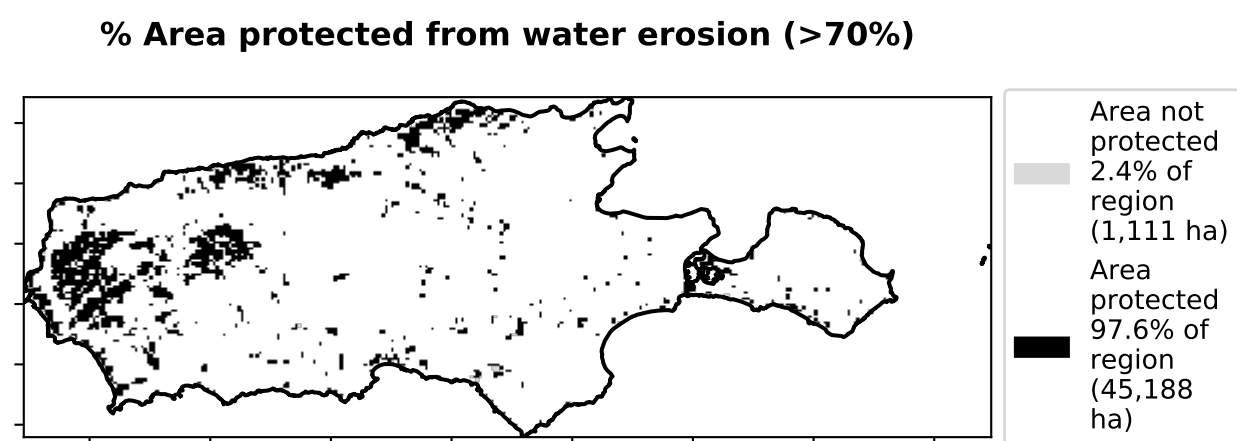 % Area protected from water erosion (>70%)
Area not
protected
2.4% of
region
(1,111 ha)
Area
protected
97.6% of
region
(45,188
ha)